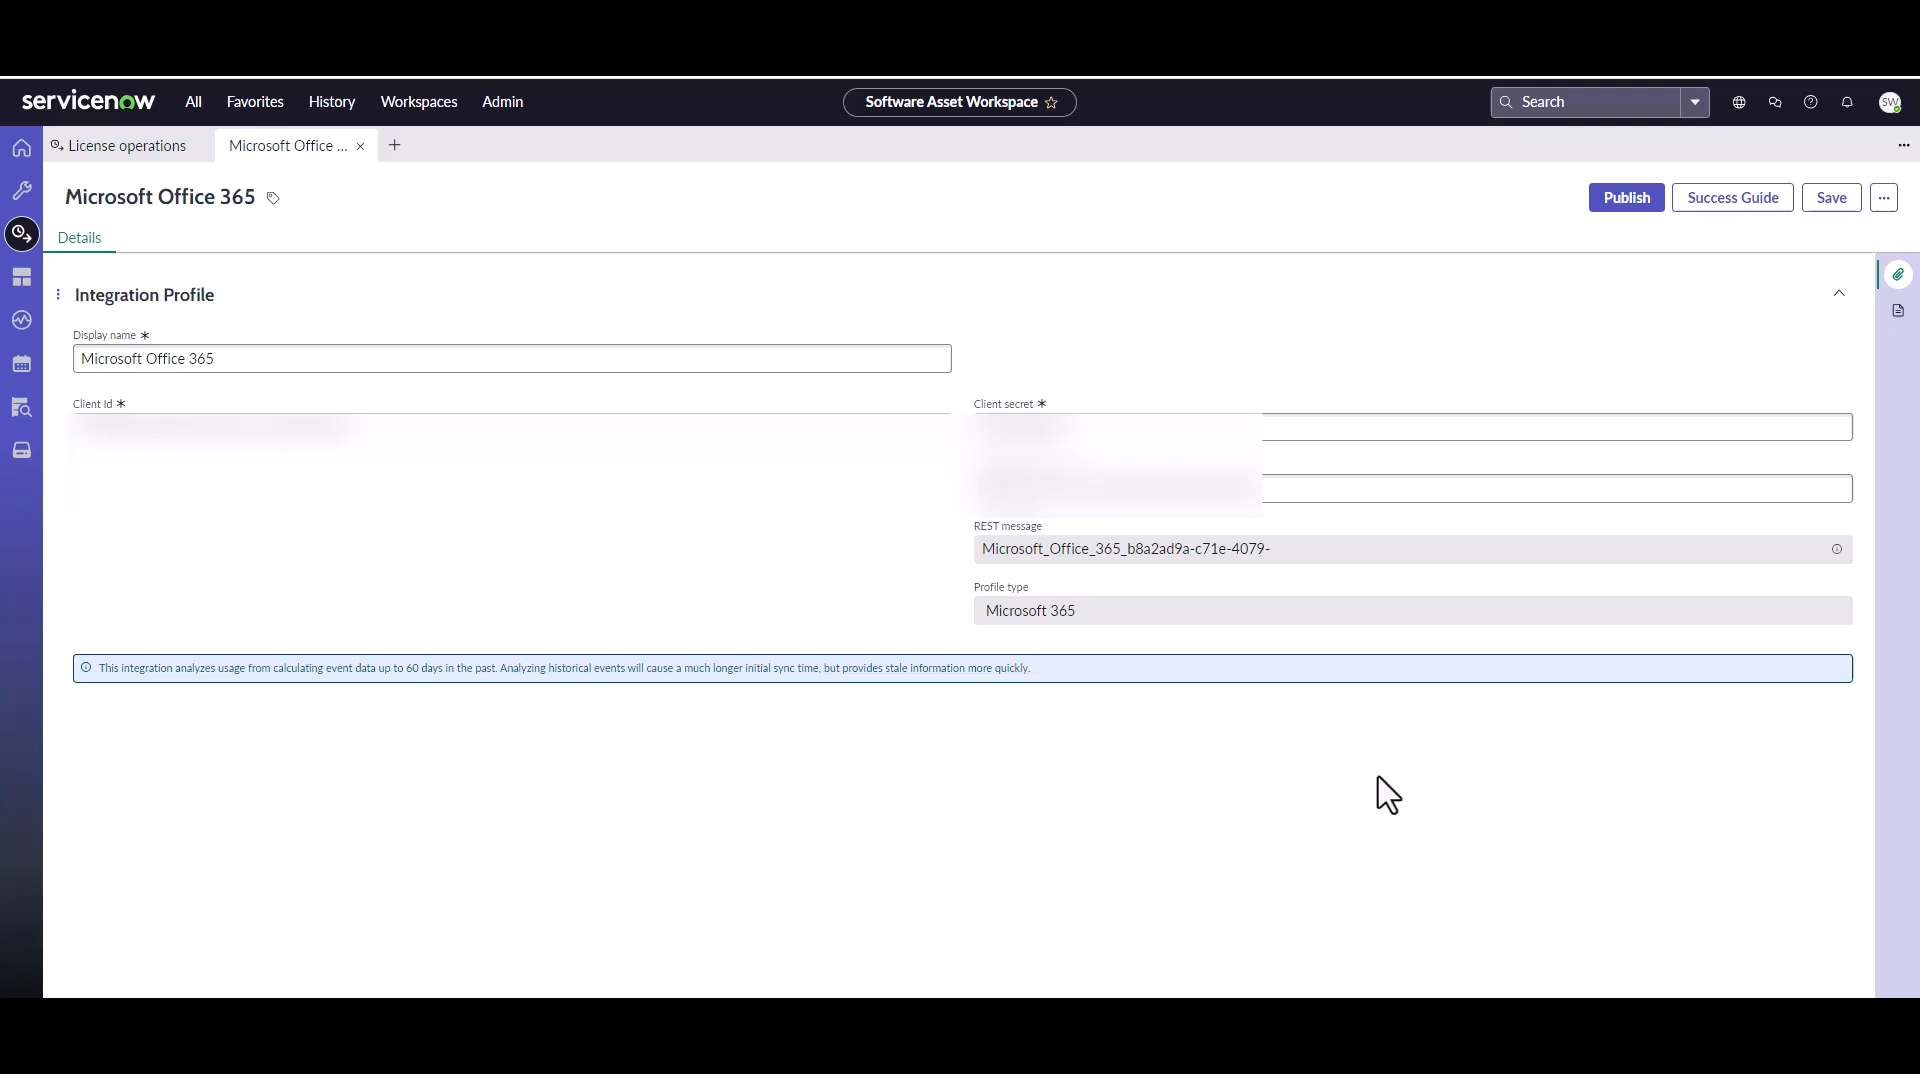 servicenow All Favorites History Workspaces Admin Software Asset Workspace Search SW
License operations Microsoft Office ...
Microsoft Office 365 Publish Success Guide Save
Details
Integration Profile
Display name *
Microsoft Office 365
Client Id * Client secret *
REST message
Microsoft_Office_365_b8a2ad9a-c71e-4079-
Profile type
Microsoft 365
This integration analyzes usage from calculating event data up to 60 days in the past. Analyzing historical events will cause a much longer initial sync time, but provides stale information more quickly.